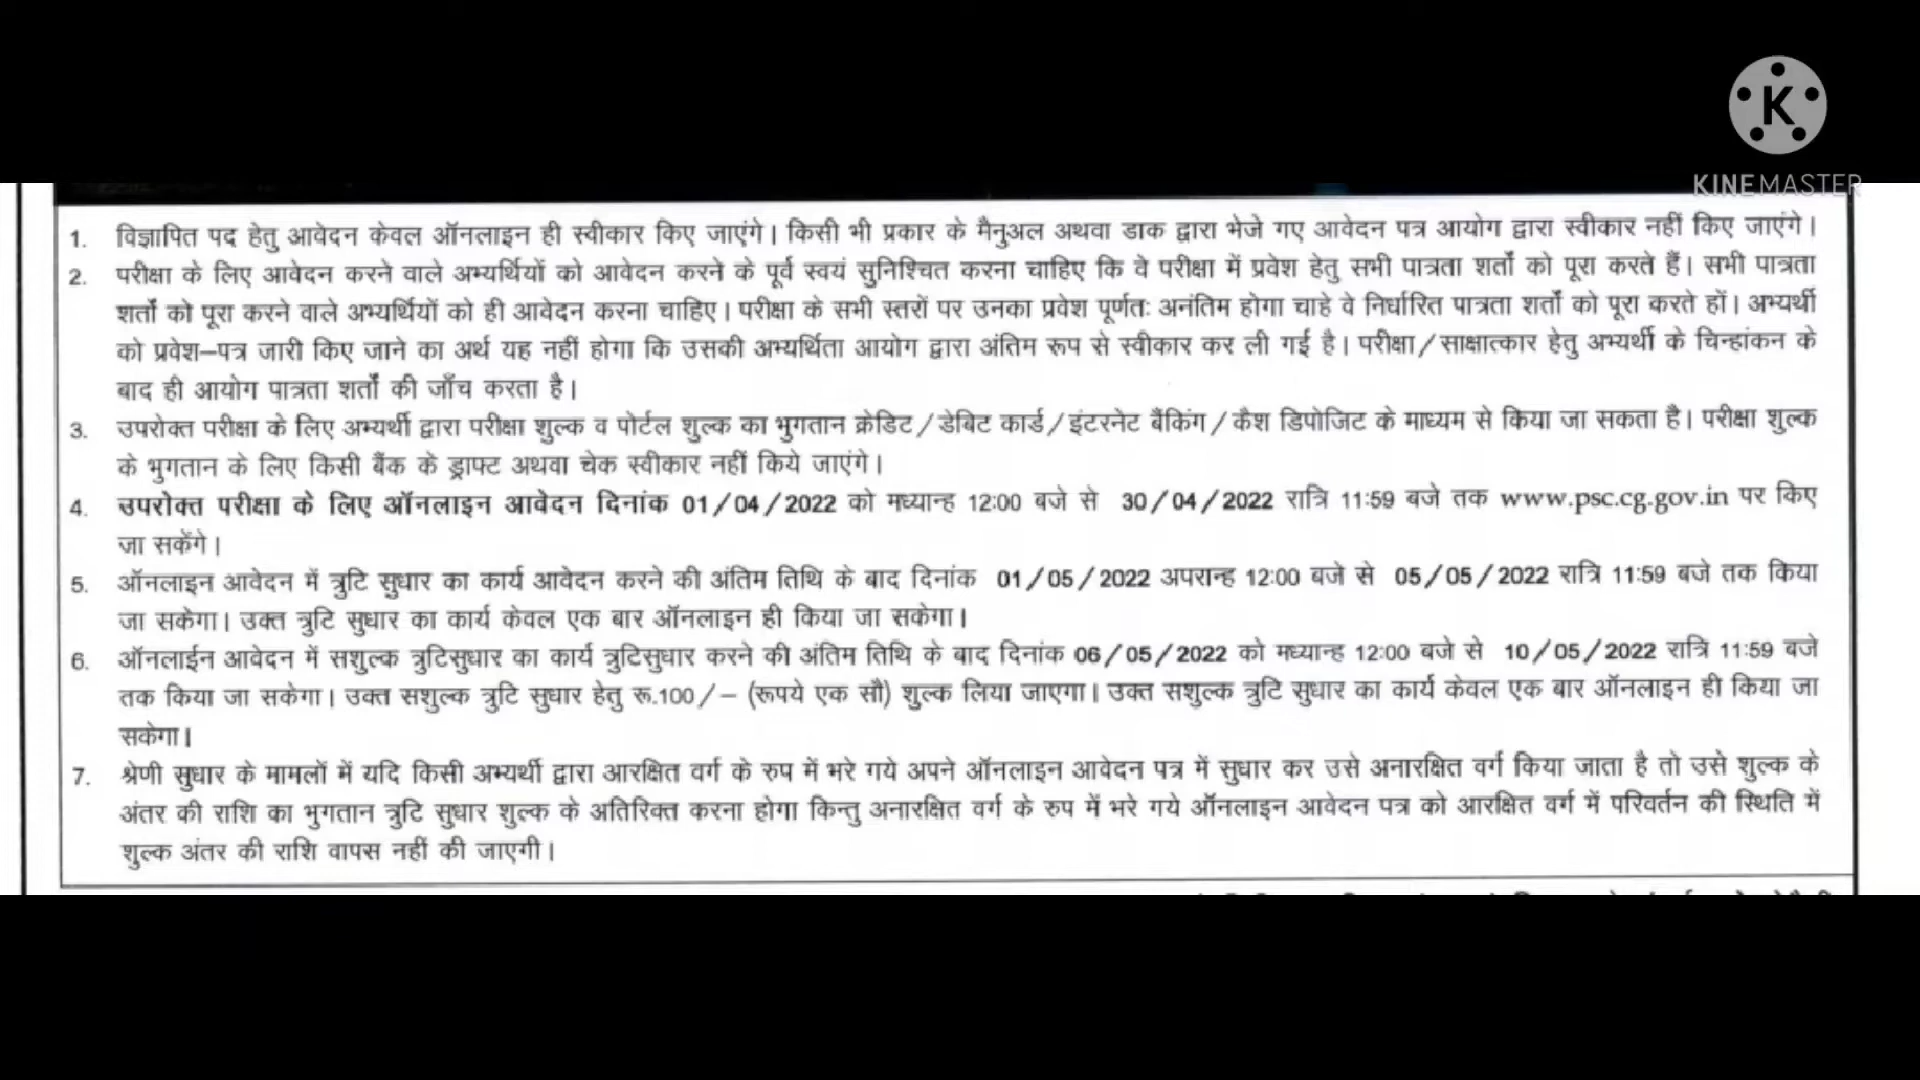 KINEMASTER
1. विज्ञापित पद हेतु आवेदन केवल ऑनलाइन ही स्वीकार किए जाएंगे। किसी भी प्रकार के मैनुअल अथवा डाक द्वारा भेजे गए आवेदन पत्र आयोग द्वारा स्वीकार नहीं किए जाएंगे।
2. परीक्षा के लिए आवेदन करने वाले अभ्यर्थियों को आवेदन करने के पूर्व स्वयं सुनिश्चित करना चाहिए कि वे परीक्षा में प्रवेश हेतु सभी पात्रता शर्तों को पूरा करते हैं। सभी पात्रता
शर्तों को पूरा करने वाले अभ्यर्थियों को ही आवेदन करना चाहिए। परीक्षा के सभी स्तरों पर उनका प्रवेश पूर्णतः अनंतिम होगा चाहे वे निर्धारित पात्रता शर्तों को पूरा करते हों। अभ्यर्थी
को प्रवेश–पत्र जारी किए जाने का अर्थ यह नहीं होगा कि उसकी अभ्यर्थिता आयोग द्वारा अंतिम रूप से स्वीकार कर ली गई है। परीक्षा/साक्षात्कार हेतु अभ्यर्थी के चिन्हांकन के
बाद ही आयोग पात्रता शर्तों की जाँच करता है।
3. उपरोक्त परीक्षा के लिए अभ्यर्थी द्वारा परीक्षा शुल्क व पोर्टल शुल्क का भुगतान क्रेडिट/डेबिट कार्ड/इंटरनेट बैंकिंग/कैश डिपोजिट के माध्यम से किया जा सकता है। परीक्षा शुल्क
के भुगतान के लिए किसी बैंक के ड्राफ्ट अथवा चेक स्वीकार नहीं किये जाएंगे।
4. उपरोक्त परीक्षा के लिए ऑनलाइन आवेदन दिनांक 01/04/2022 को मध्यान्ह 12:00 बजे से 30/04/2022 रात्रि 11:59 बजे तक www.psc.cg.gov.in पर किए
जा सकेंगे।
5. ऑनलाइन आवेदन में त्रुटि सुधार का कार्य आवेदन करने की अंतिम तिथि के बाद दिनांक 01/05/2022 अपरान्ह 12:00 बजे से 05/05/2022 रात्रि 11:59 बजे तक किया
जा सकेगा। उक्त त्रुटि सुधार का कार्य केवल एक बार ऑनलाइन ही किया जा सकेगा।
6. ऑनलाईन आवेदन में सशुल्क त्रुटिसुधार का कार्य त्रुटिसुधार करने की अंतिम तिथि के बाद दिनांक 06/05/2022 को मध्यान्ह 12:00 बजे से 10/05/2022 रात्रि 11:59 बजे
तक किया जा सकेगा। उक्त सशुल्क त्रुटि सुधार हेतु रू.100/– (रूपये एक सौ) शुल्क लिया जाएगा। उक्त सशुल्क त्रुटि सुधार का कार्य केवल एक बार ऑनलाइन ही किया जा
सकेगा।
7. श्रेणी सुधार के मामलों में यदि किसी अभ्यर्थी द्वारा आरक्षित वर्ग के रुप में भरे गये अपने ऑनलाइन आवेदन पत्र में सुधार कर उसे अनारक्षित वर्ग किया जाता है तो उसे शुल्क के
अंतर की राशि का भुगतान त्रुटि सुधार शुल्क के अतिरिक्त करना होगा किन्तु अनारक्षित वर्ग के रुप में भरे गये ऑनलाइन आवेदन पत्र को आरक्षित वर्ग में परिवर्तन की स्थिति में
शुल्क अंतर की राशि वापस नहीं की जाएगी।